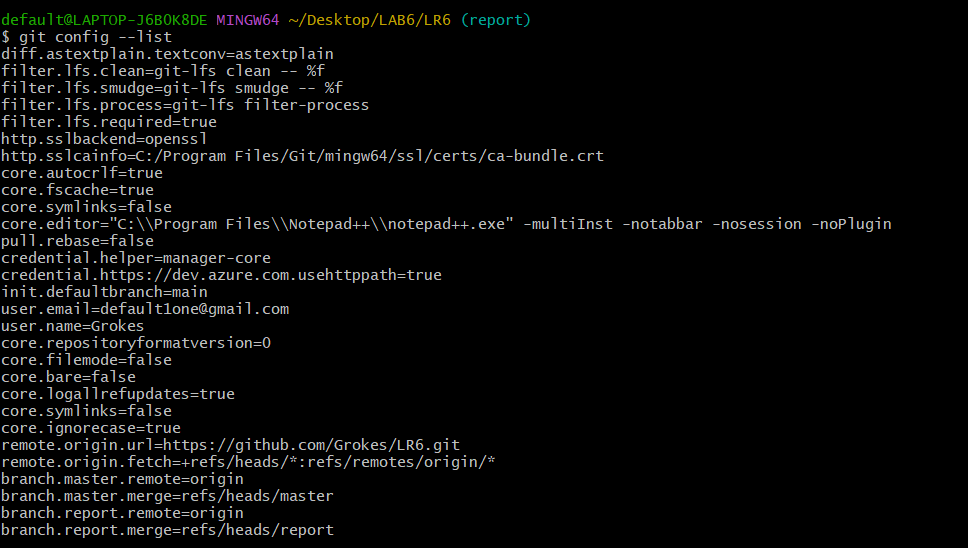 default@LAPTOP-J6BOK8DE MINGW64 ~/Desktop/LAB6/LR6 (report)
$ git config --list
diff.astextplain.textconv=astextplain
filter.lfs.clean=git-lfs clean -- %f
filter.lfs.smudge=git-lfs smudge -- %f
filter.lfs.process=git-lfs filter-process
filter.lfs.required=true
http.sslbackend=openssl
http.sslcainfo=C:/Program Files/Git/mingw64/ssl/certs/ca-bundle.crt
core.autocrlf=true
core.fscache=true
core.symlinks=false
core.editor="C:\\Program Files\\Notepad++\\notepad++.exe" -multiInst -notabbar -nosession -noPlugin
pull.rebase=false
credential.helper=manager-core
credential.https://dev.azure.com.usehttppath=true
init.defaultbranch=main
user.email=default1one@gmail.com
user.name=Grokes
core.repositoryformatversion=0
core.filemode=false
core.bare=false
core.logallrefupdates=true
core.symlinks=false
core.ignorecase=true
remote.origin.url=https://github.com/Grokes/LR6.git
remote.origin.fetch=+refs/heads/*:refs/remotes/origin/*
branch.master.remote=origin
branch.master.merge=refs/heads/master
branch.report.remote=origin
branch.report.merge=refs/heads/report